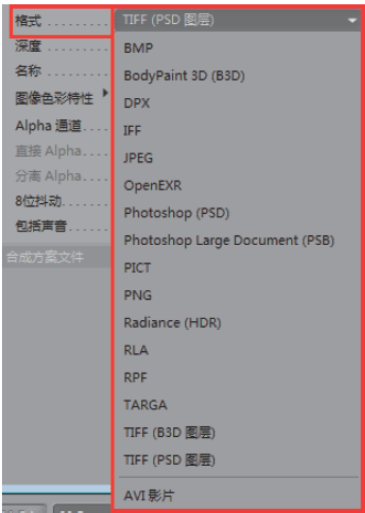 格式 TIFF (PSD 图层)
深度
BMP
名称
BodyPaint 3D (B3D)
图像色彩特性
DPX
Alpha 通道
IFF
直接 Alpha
JPEG
分离 Alpha
OpenEXR
8位抖动
Photoshop (PSD)
包括声音
Photoshop Large Document (PSB)
合成方案文件
PICT
PNG
Radiance (HDR)
RLA
RPF
TARGA
TIFF (B3D 图层)
TIFF (PSD 图层)
AVI 影片